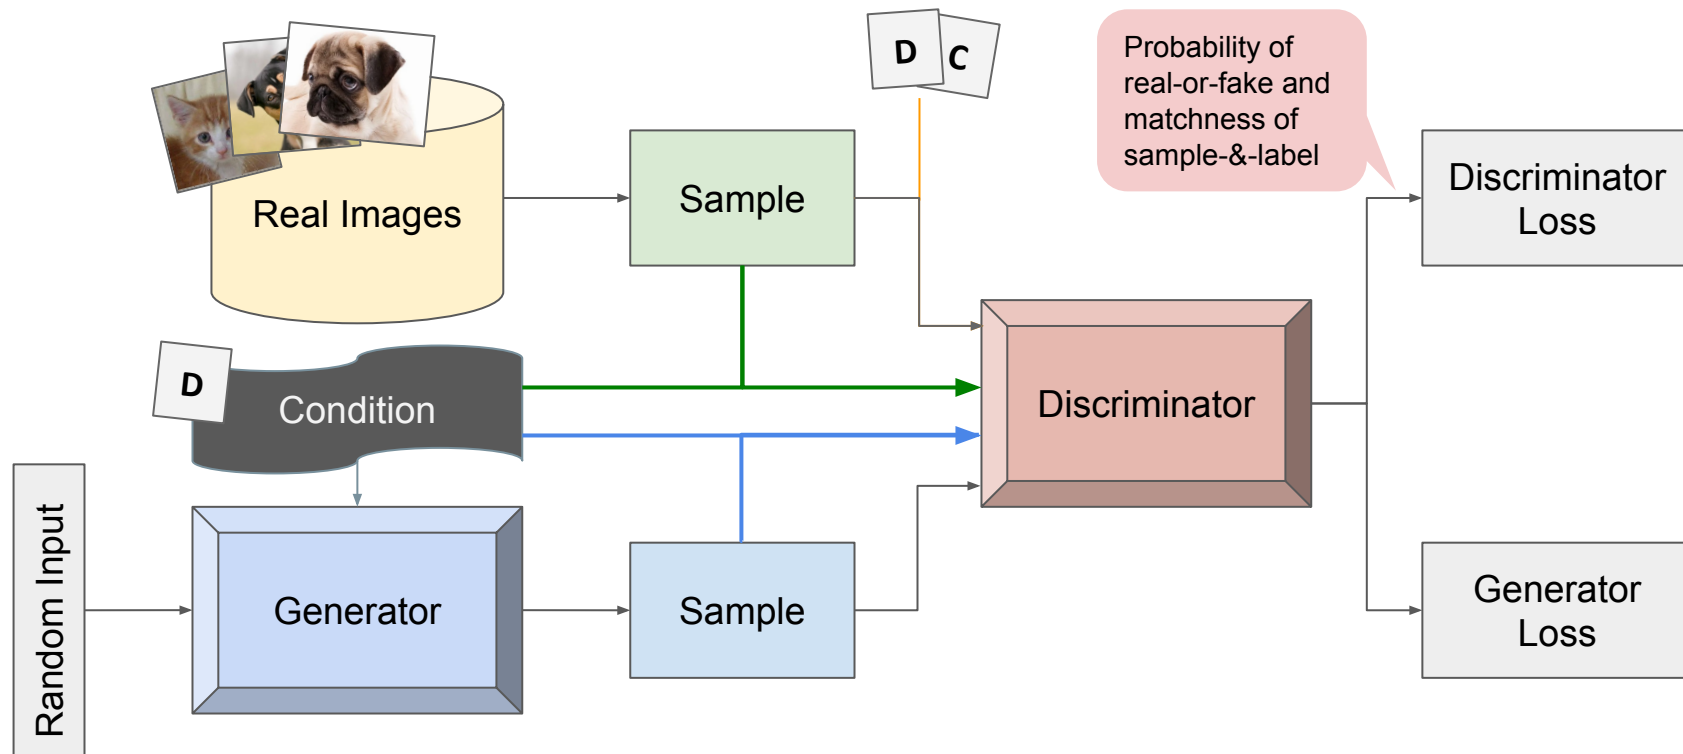 D
C
Probability of
real-or-fake and
matchness of
sample-&-label
Real Images
Sample
Discriminator
Loss
D
Condition
Discriminator
Random Input
Generator
Sample
Generator
Loss